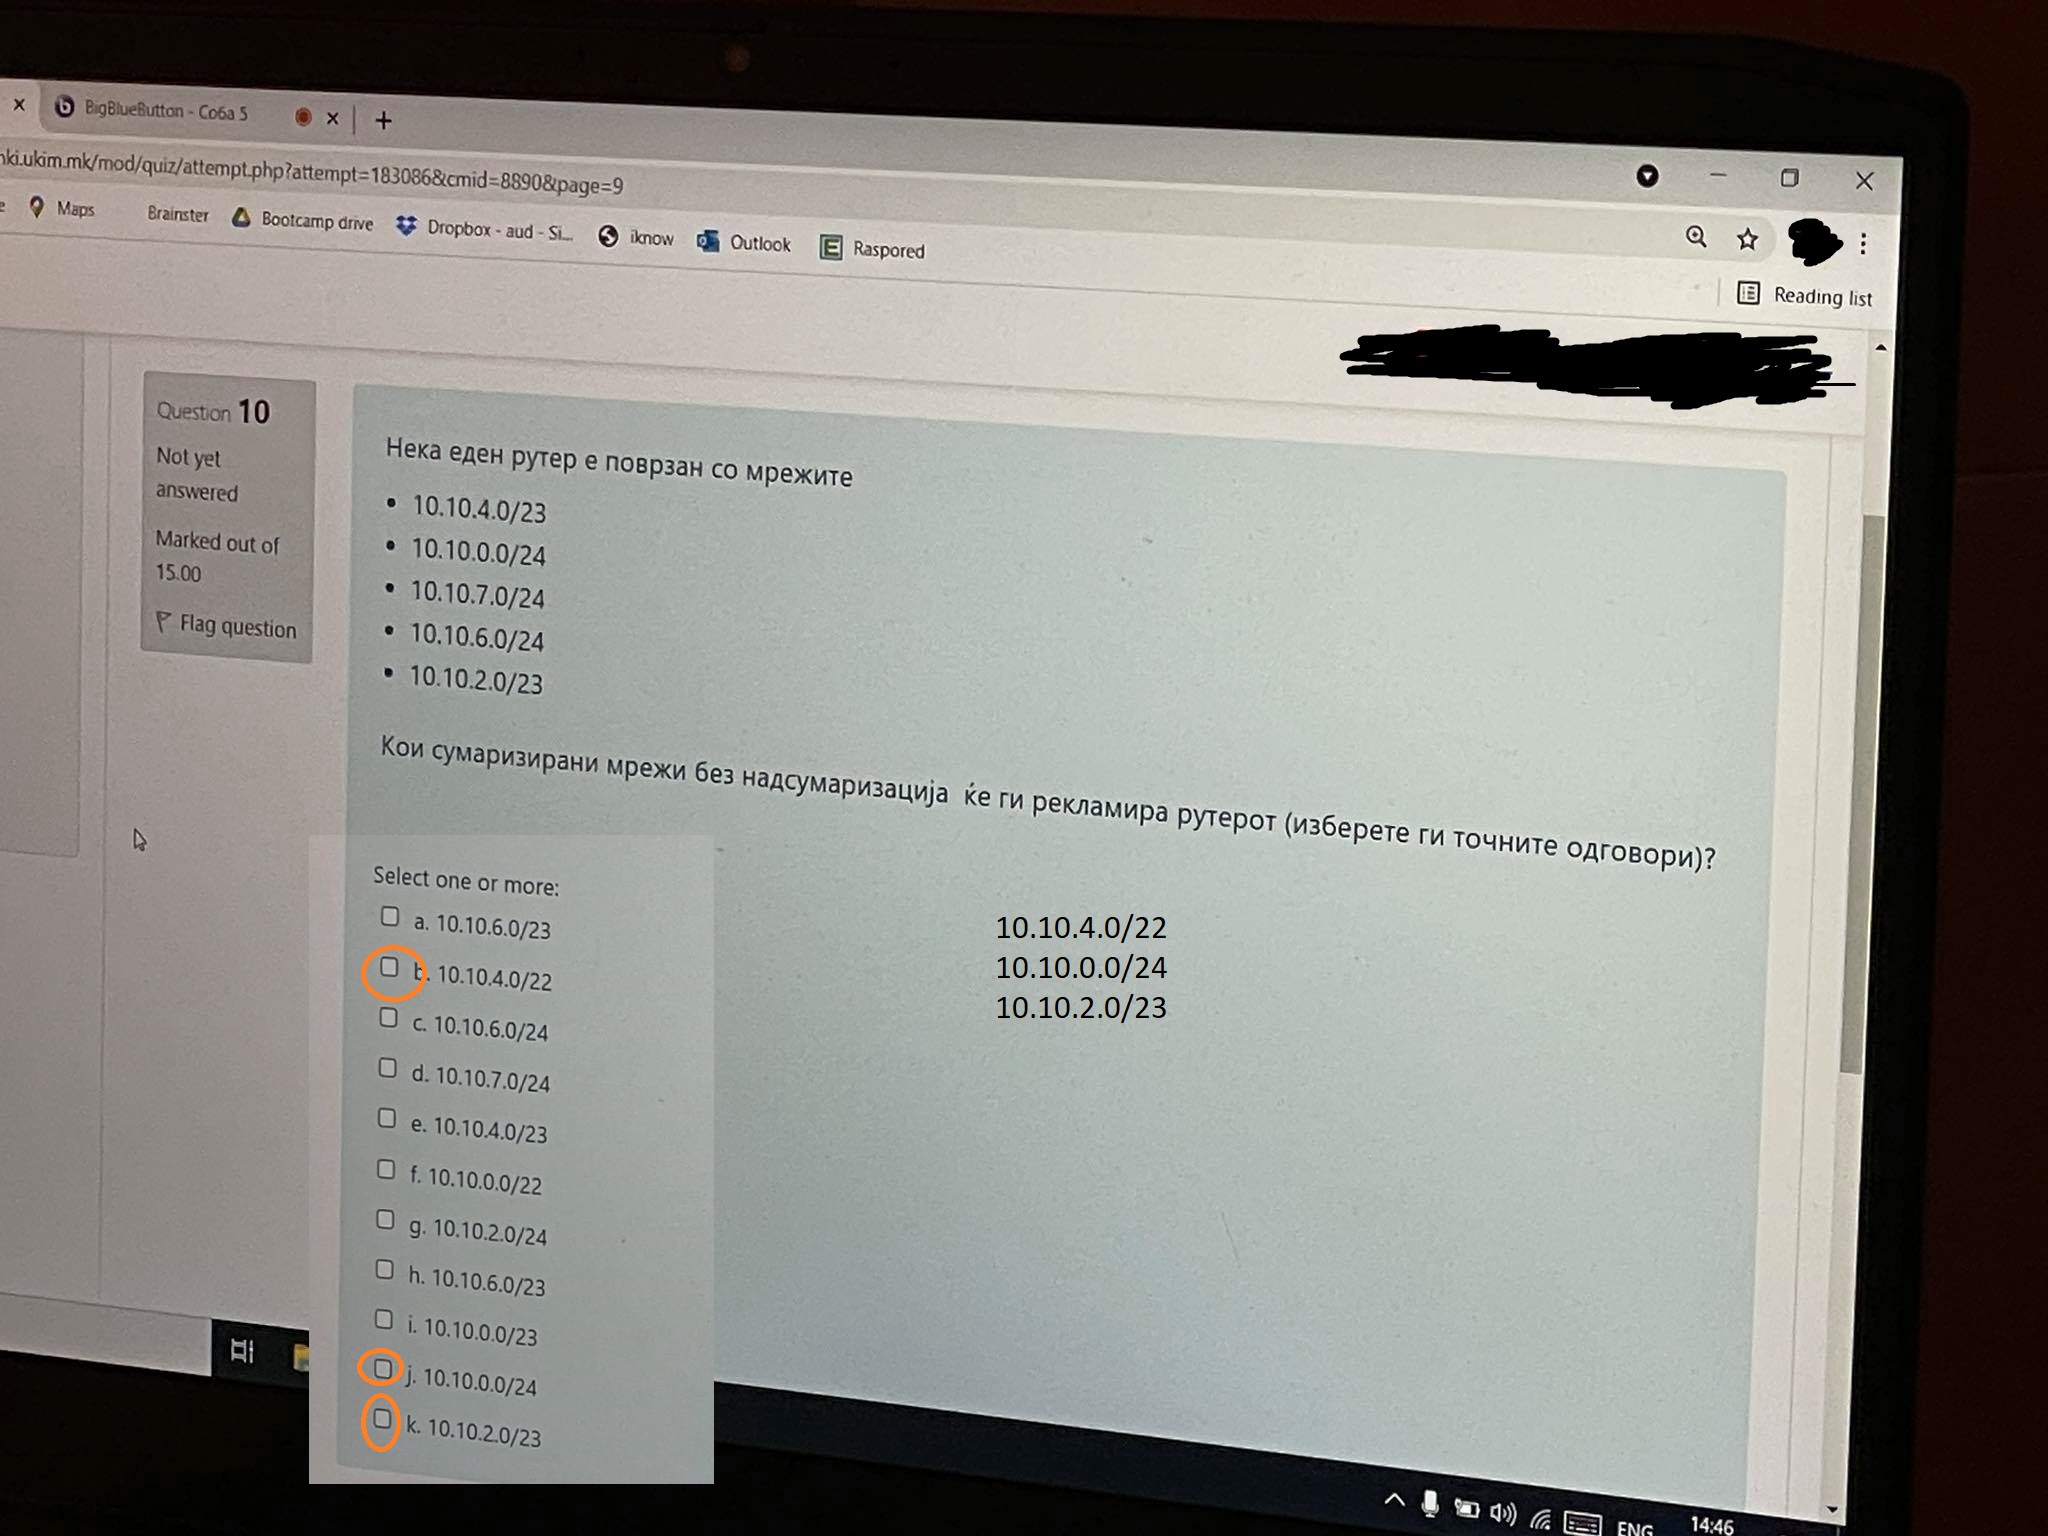 BigBlueButton - Соба 5
nki.ukim.mk/mod/quiz/attempt.php?attempt=183086&cmid=8890&page=9
Maps Brainster Bootcamp drive Dropbox - aud - Si... iknow Outlook Raspored
Reading list
Question 10
Not yet
answered
Marked out of
15.00
Flag question
Нека еден рутер е поврзан со мрежите
• 10.10.4.0/23
• 10.10.0.0/24
• 10.10.7.0/24
• 10.10.6.0/24
• 10.10.2.0/23
Кои сумаризирани мрежи без надсумаризација ќе ги рекламира рутерот (изберете ги точните одговори)?
Select one or more:
a. 10.10.6.0/23
b. 10.10.4.0/22
c. 10.10.6.0/24
d. 10.10.7.0/24
e. 10.10.4.0/23
f. 10.10.0.0/22
g. 10.10.2.0/24
h. 10.10.6.0/23
i. 10.10.0.0/23
j. 10.10.0.0/24
k. 10.10.2.0/23
10.10.4.0/22
10.10.0.0/24
10.10.2.0/23
ENG 14:46